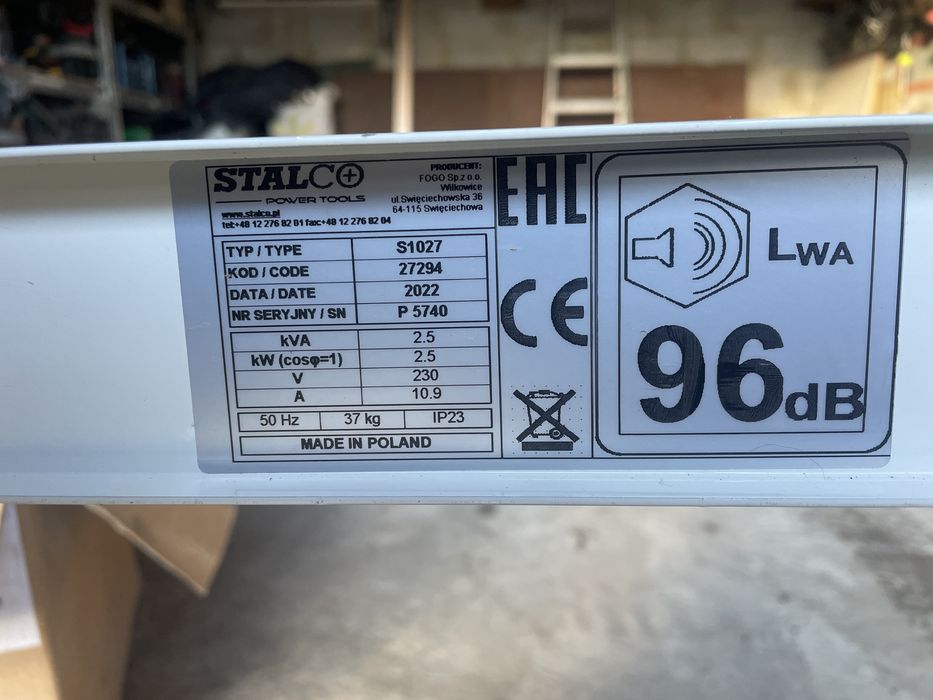 STALCO
POWER TOOLS
www.stalco.pl
tel:+48 12 276 82 01 fax:+48 12 276 82 04
PRODUCENT:
FOGO Sp.z o.o.
Wilkowice
ul.Święciechowska 36
64-115 Święciechowa
TYP / TYPE S1027
KOD / CODE 27294
DATA / DATE 2022
NR SERYJNY / SN P 5740
kVA 2.5
kW (cosφ=1) 2.5
V 230
A 10.9
50 Hz 37 kg IP23
MADE IN POLAND
EAC
CE
LWA
96dB